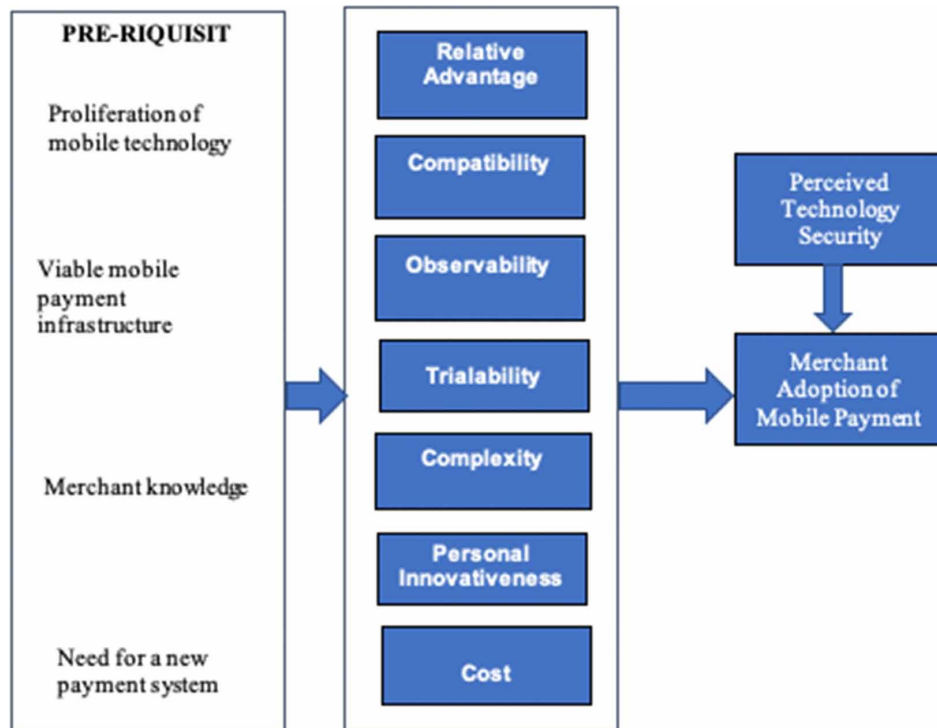 PRE-RIQUISIT
Proliferation of
mobile technology
Viable mobile
payment
infrastructure
Merchant knowledge
Need for a new
payment system
Relative
Advantage
Compatibility
Observability
Trialability
Complexity
Personal
Innovativeness
Cost
Perceived
Technology
Security
Merchant
Adoption of
Mobile Payment